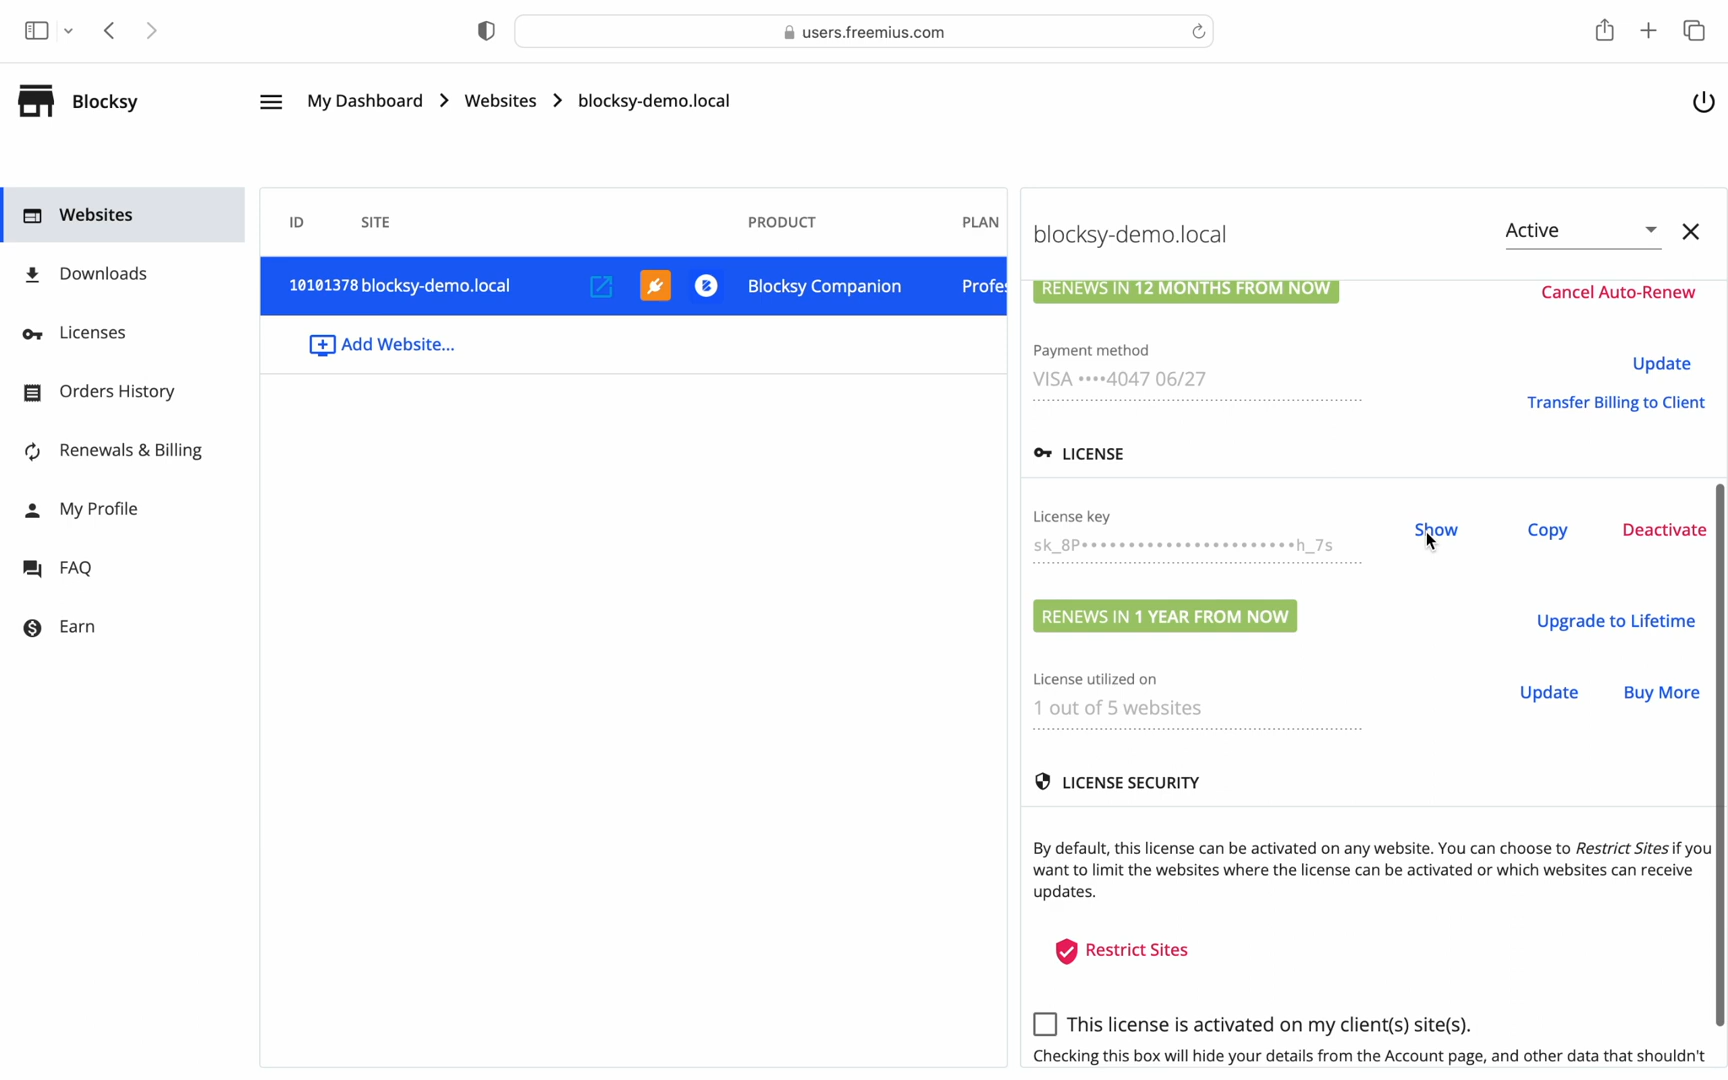 users.freemius.com
Blocksy
My Dashboard > Websites > blocksy-demo.local
Websites
Downloads
Licenses
Orders History
Renewals & Billing
My Profile
FAQ
Earn
ID SITE PRODUCT PLAN
10101378 blocksy-demo.local Blocksy Companion Profes
Add Website...
blocksy-demo.local Active
RENEWS IN 12 MONTHS FROM NOW Cancel Auto-Renew
Payment method
VISA ••••4047 06/27
Update
Transfer Billing to Client
LICENSE
License key
sk_8P•••••••••••••••••••••••h_7s
Show Copy Deactivate
RENEWS IN 1 YEAR FROM NOW Upgrade to Lifetime
License utilized on
1 out of 5 websites
Update Buy More
LICENSE SECURITY
By default, this license can be activated on any website. You can choose to Restrict Sites if you
want to limit the websites where the license can be activated or which websites can receive
updates.
Restrict Sites
This license is activated on my client(s) site(s).
Checking this box will hide your details from the Account page, and other data that shouldn't